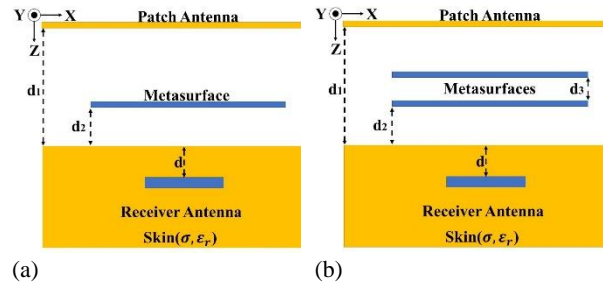 Y X Patch Antenna
Z
d1
Metasurface
d2
d
Receiver Antenna
Skin(σ, εr)
(a)
Y X Patch Antenna
Z
d1
Metasurfaces d3
d2
d
Receiver Antenna
Skin(σ, εr)
(b)